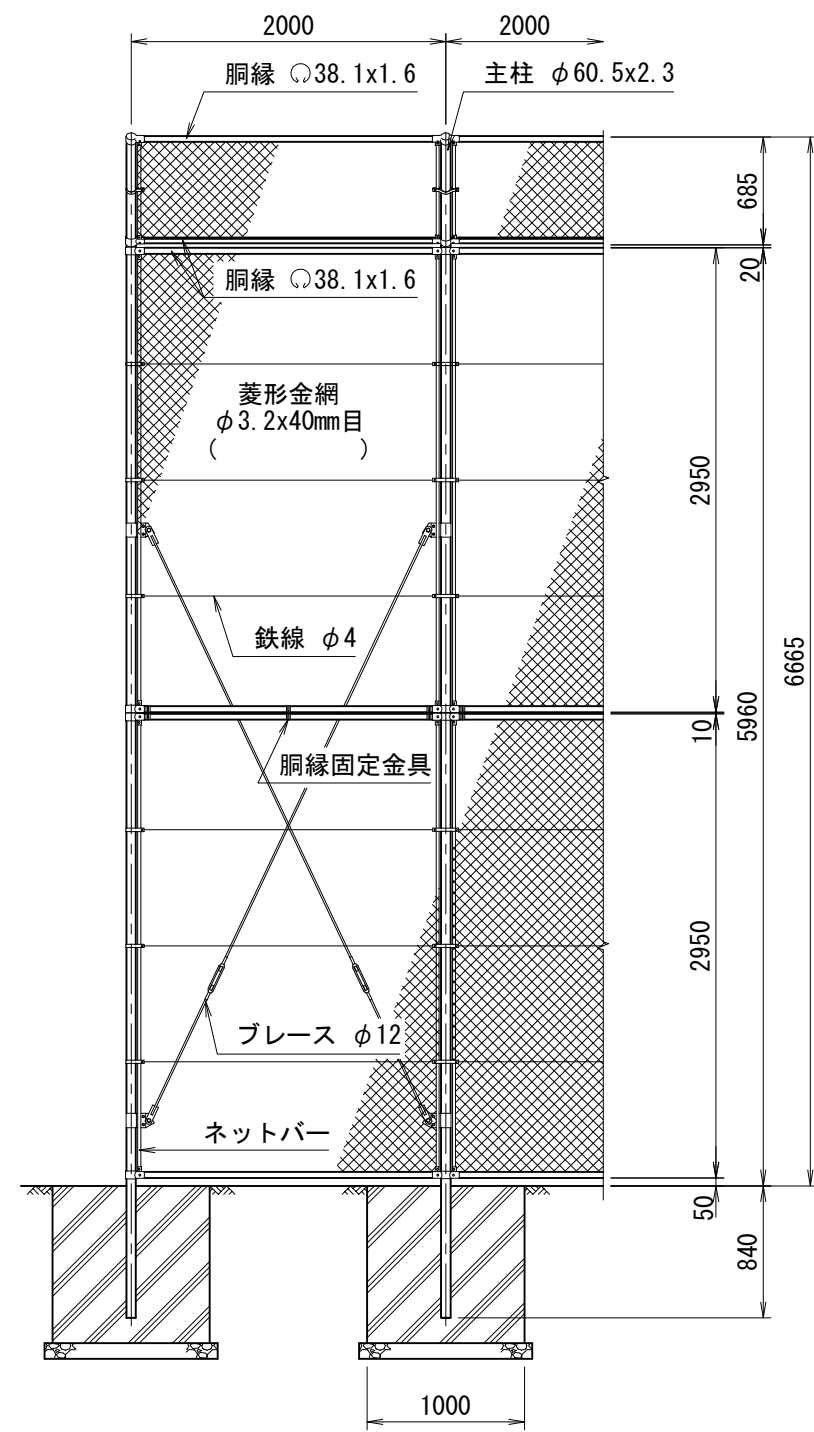 2000
2000
胴縁 38.1x1.6
主柱 φ60.5x2.3
685
20
胴縁 38.1x1.6
菱形金網
φ3.2x40㎜目
( )
2950
鉄線 φ4
6665
5960
10
胴縁固定金具
2950
ブレース φ12
ネットバー
50
840
1000